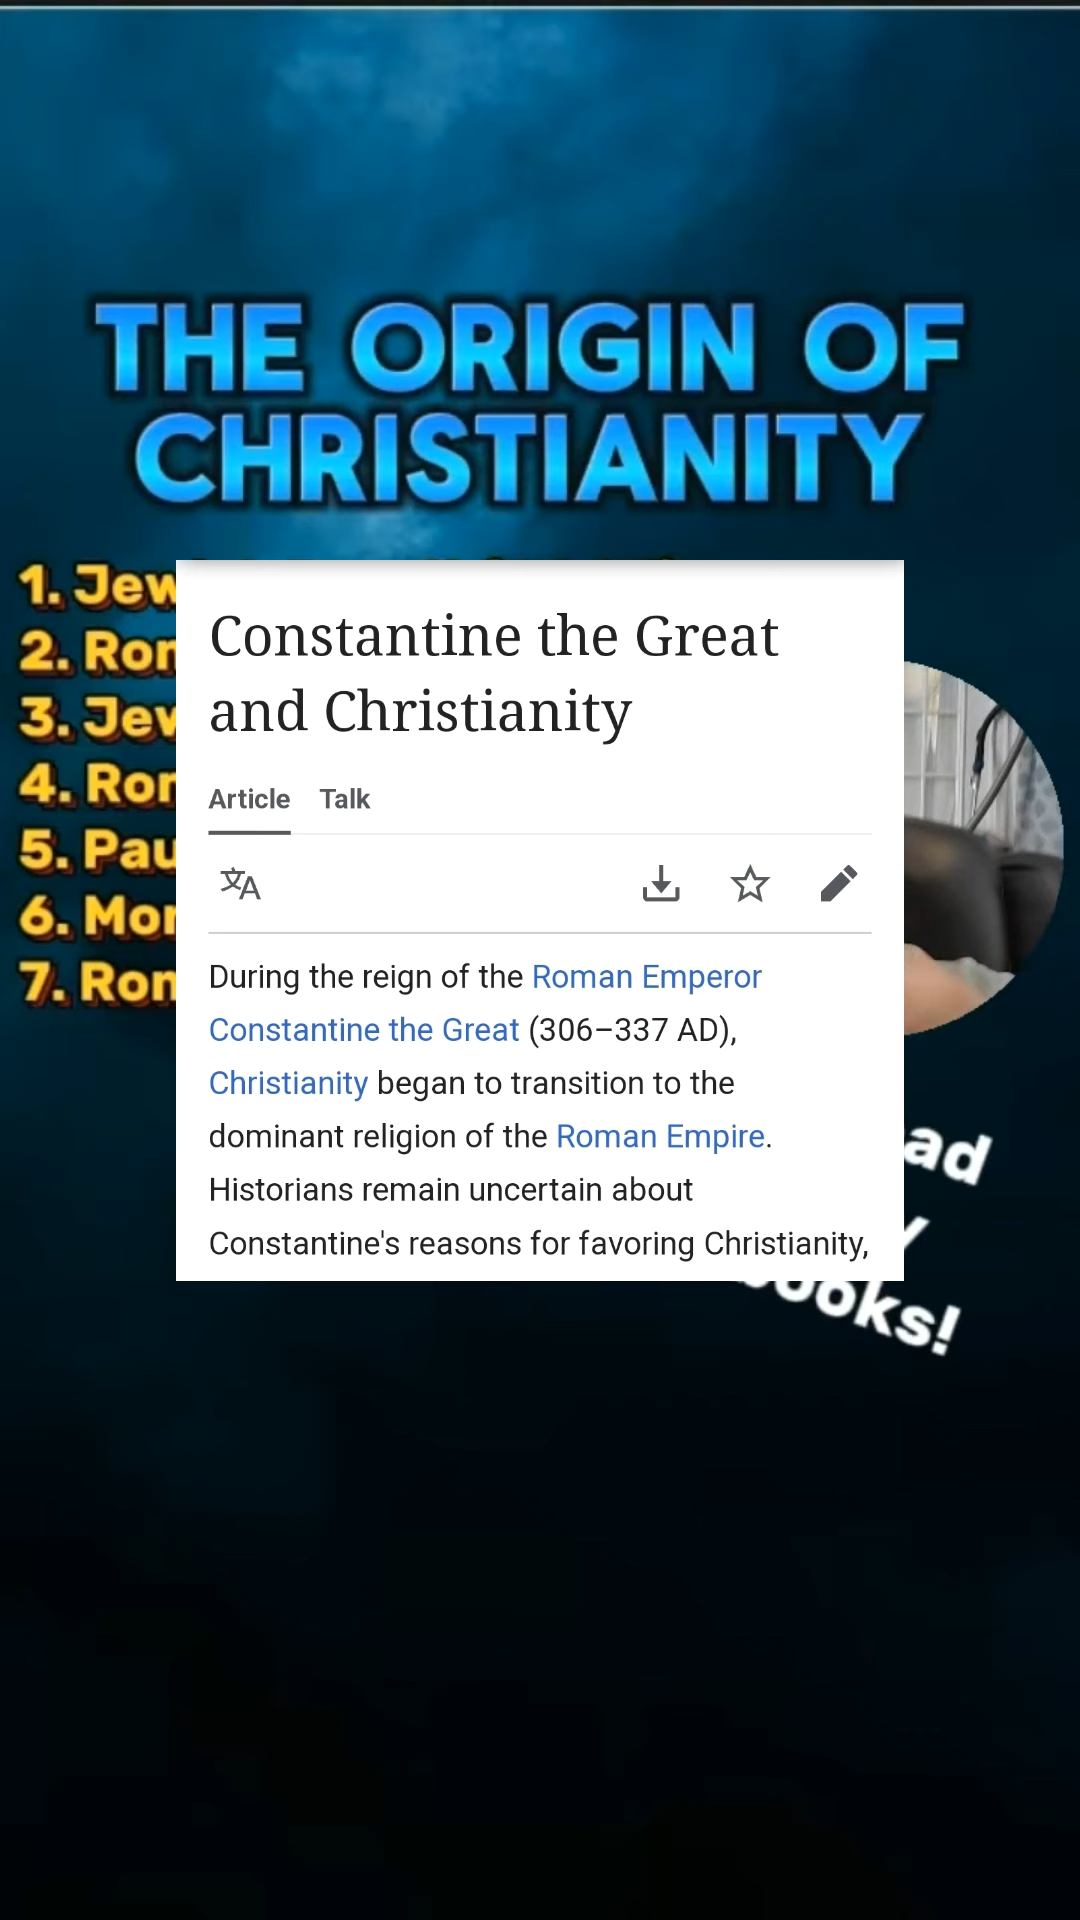 THE ORIGIN OF
CHRISTIANITY
1. Jew
2. Ron
3. Jew
4. Ron
5. Pau
6. Mor
7. Ron
Constantine the Great
and Christianity
Article Talk
During the reign of the Roman Emperor
Constantine the Great (306–337 AD),
Christianity began to transition to the
dominant religion of the Roman Empire.
Historians remain uncertain about
Constantine's reasons for favoring Christianity,
ad
books!